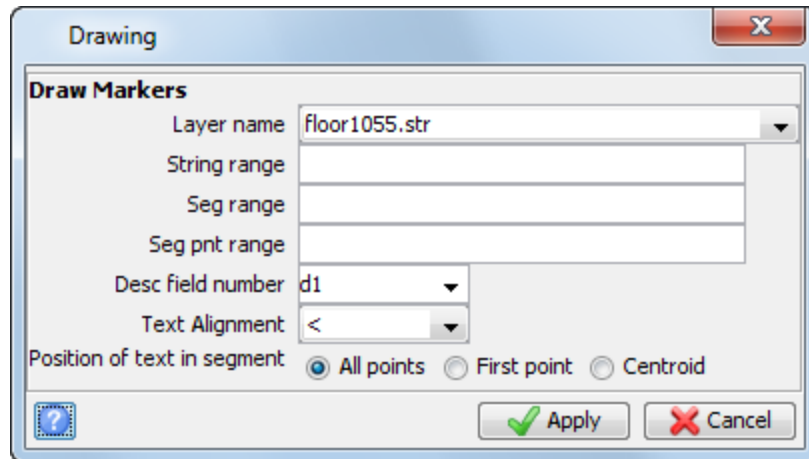 Drawing
Draw Markers
Layer name floor1055.str
String range
Seg range
Seg pnt range
Desc field number d1
Text Alignment <
Position of text in segment All points First point Centroid
? Apply Cancel